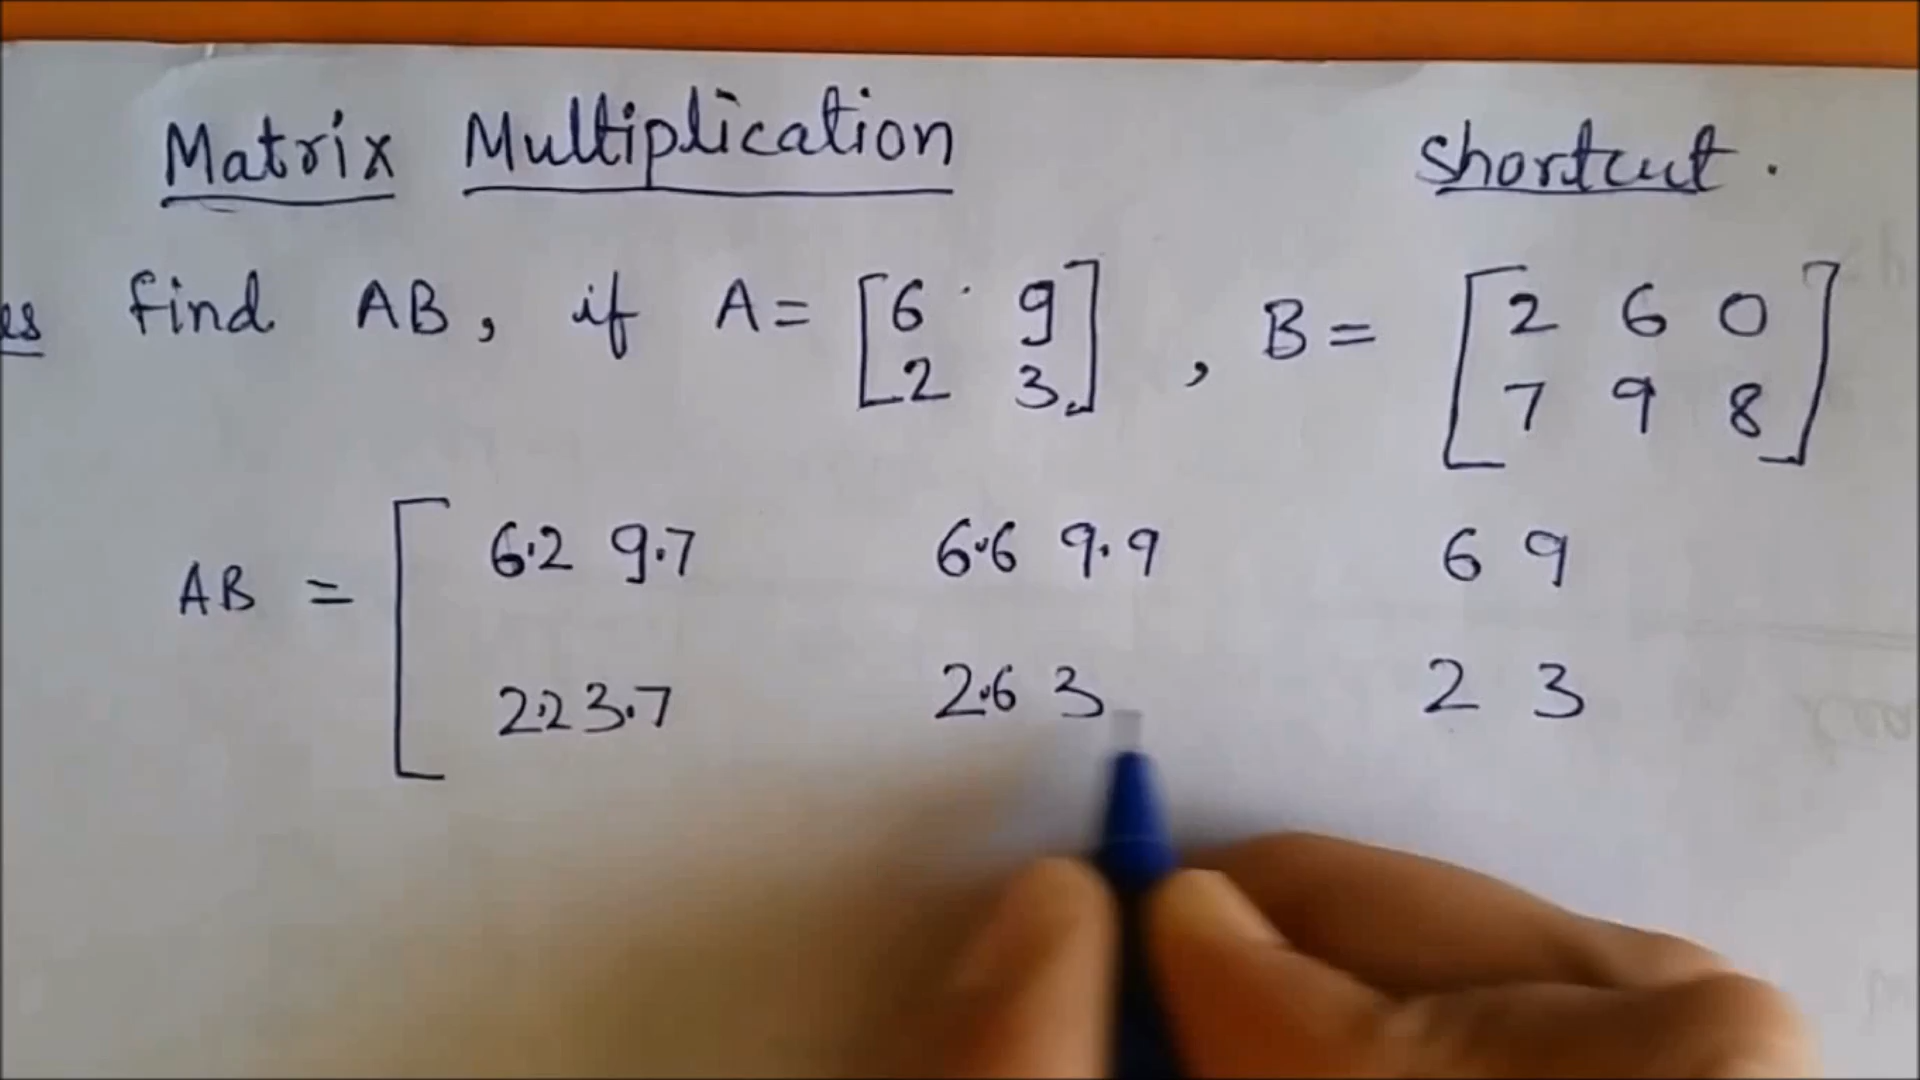 Matrix Multiplication Shortcut.
es find AB, if A = [6 9] , B = [2 6 0]
[2 3] [7 9 8]
AB = [ 6·2 9·7 6·6 9·9 6 9
2·2 3·7 2·6 3 2 3